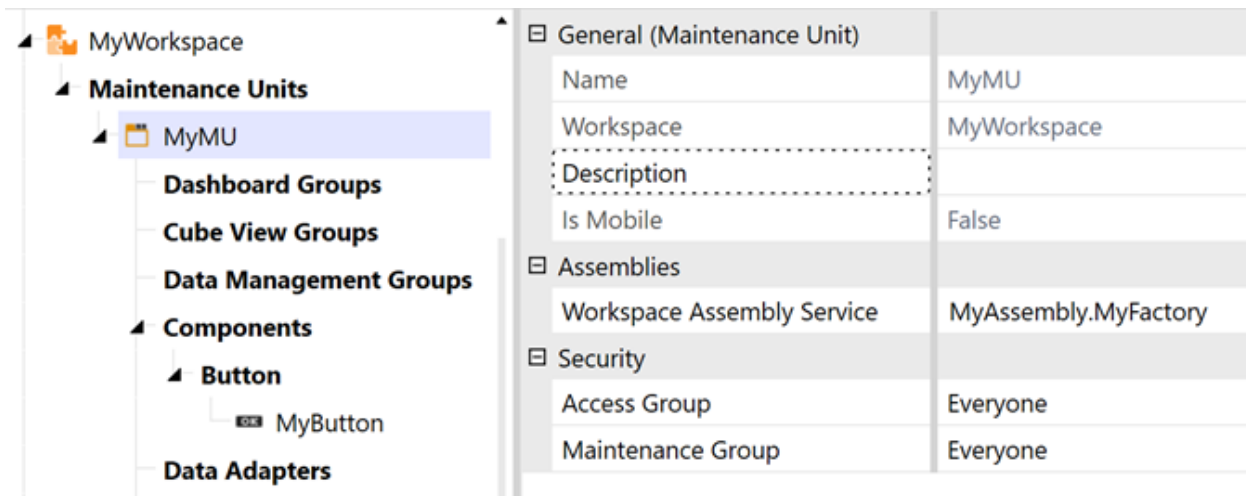 MyWorkspace
Maintenance Units
MyMU
Dashboard Groups
Cube View Groups
Data Management Groups
Components
Button
OK MyButton
Data Adapters
General (Maintenance Unit)
Name MyMU
Workspace MyWorkspace
Description
Is Mobile False
Assemblies
Workspace Assembly Service MyAssembly.MyFactory
Security
Access Group Everyone
Maintenance Group Everyone